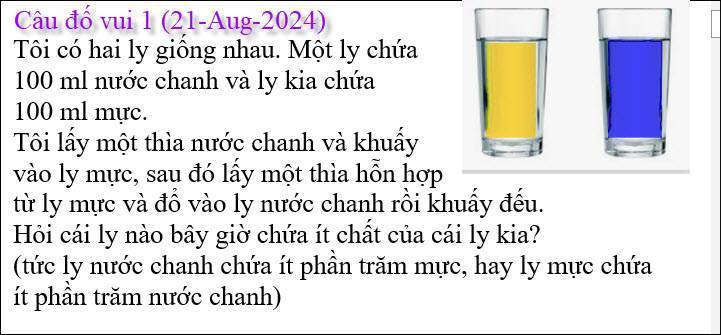 Câu đố vui 1 (21-Aug-2024)
Tôi có hai ly giống nhau. Một ly chứa
100 ml nước chanh và ly kia chứa
100 ml mực.
Tôi lấy một thìa nước chanh và khuấy
vào ly mực, sau đó lấy một thìa hỗn hợp
từ ly mực và đổ vào ly nước chanh rồi khuấy đếu.
Hỏi cái ly nào bây giờ chứa ít chất của cái ly kia?
(tức ly nước chanh chứa ít phần trăm mực, hay ly mực chứa
ít phần trăm nước chanh)